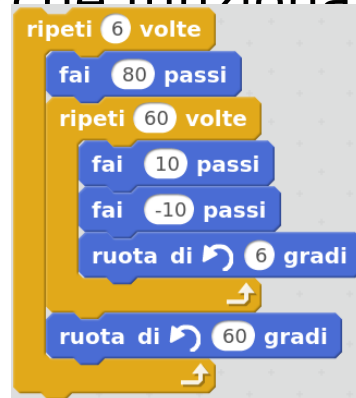 ripeti 6 volte
fai 80 passi
ripeti 60 volte
fai 10 passi
fai -10 passi
ruota di 6 gradi
ruota di 60 gradi